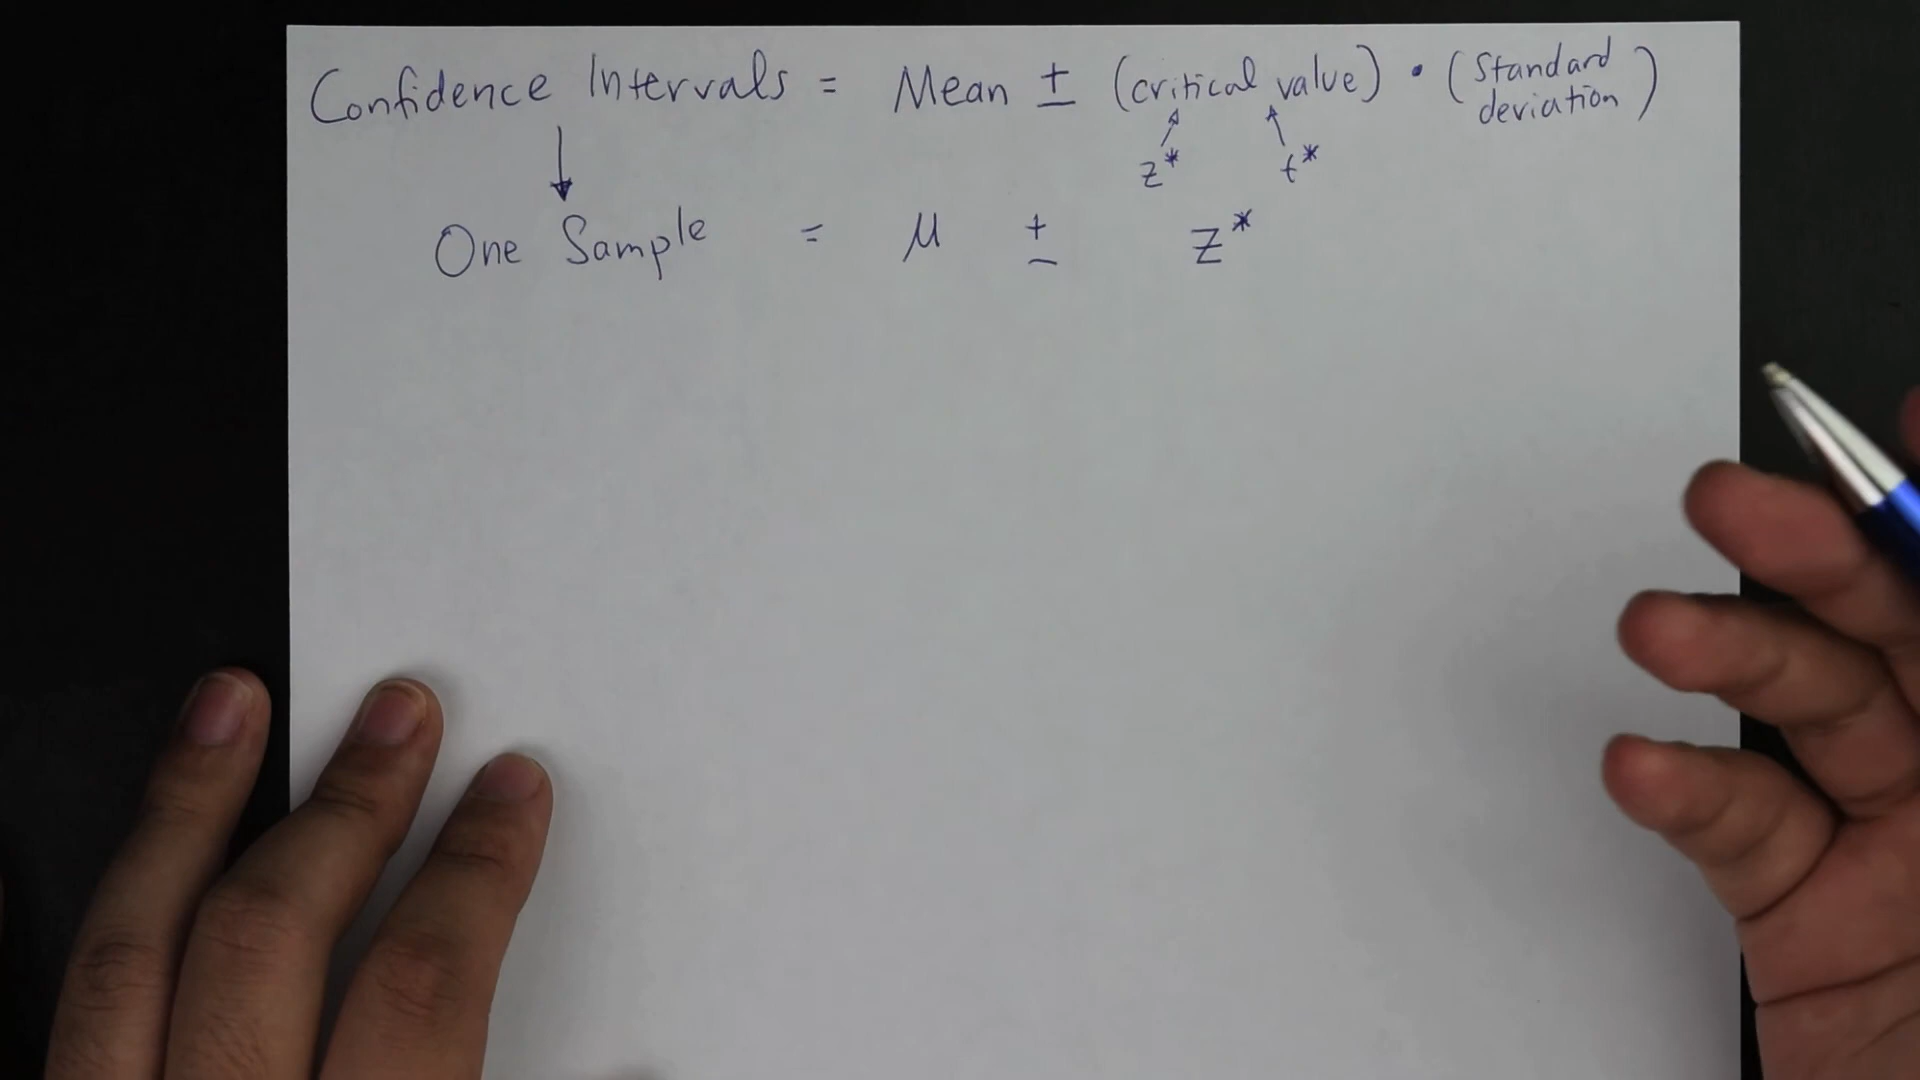 Confidence Intervals = Mean ± (critical value) • (Standard deviation)
z* t*
One Sample = μ ± z*